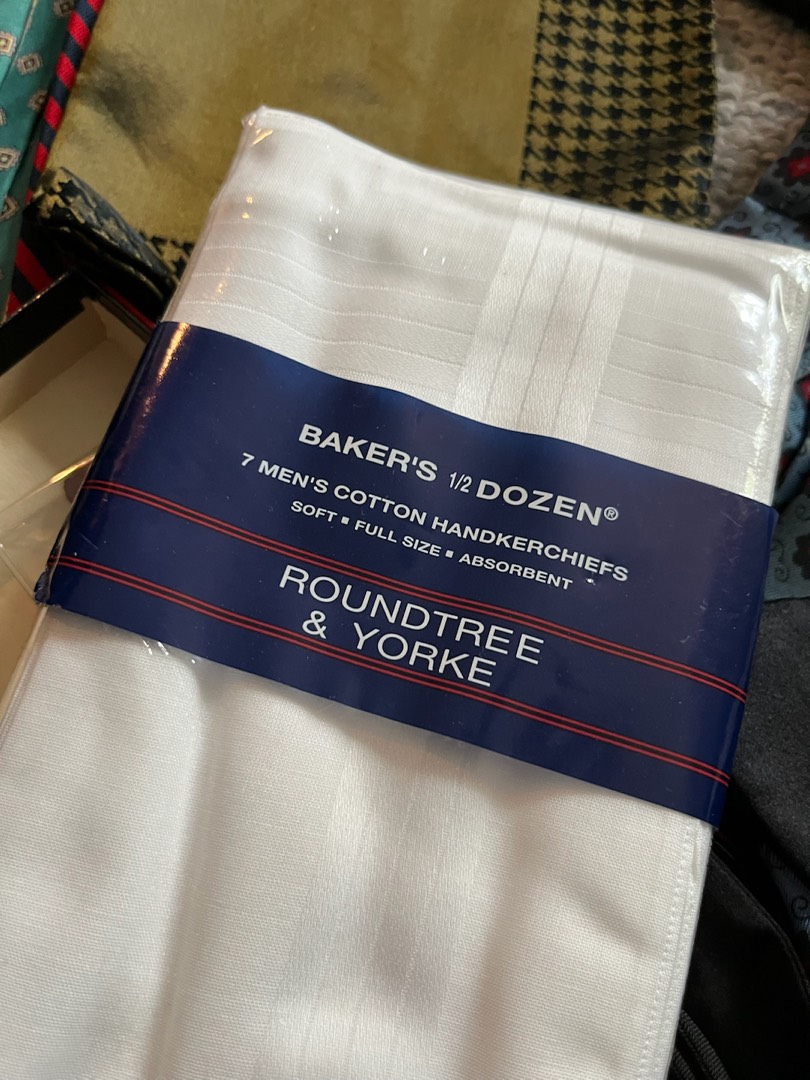 BAKER'S 1/2 DOZEN®
7 MEN'S COTTON HANDKERCHIEFS
SOFT ▪ FULL SIZE ▪ ABSORBENT
ROUNDTREE
& YORKE